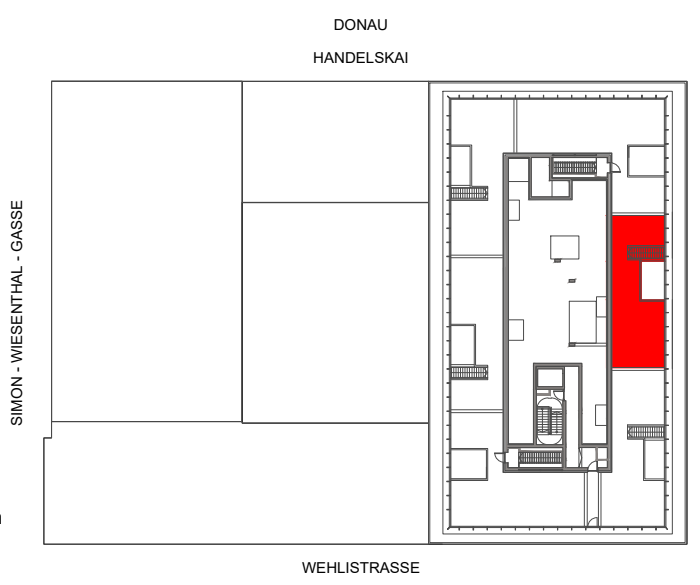 DONAU
HANDELSKAI
SIMON - WIESENTHAL - GASSE
WEHLISTRASSE